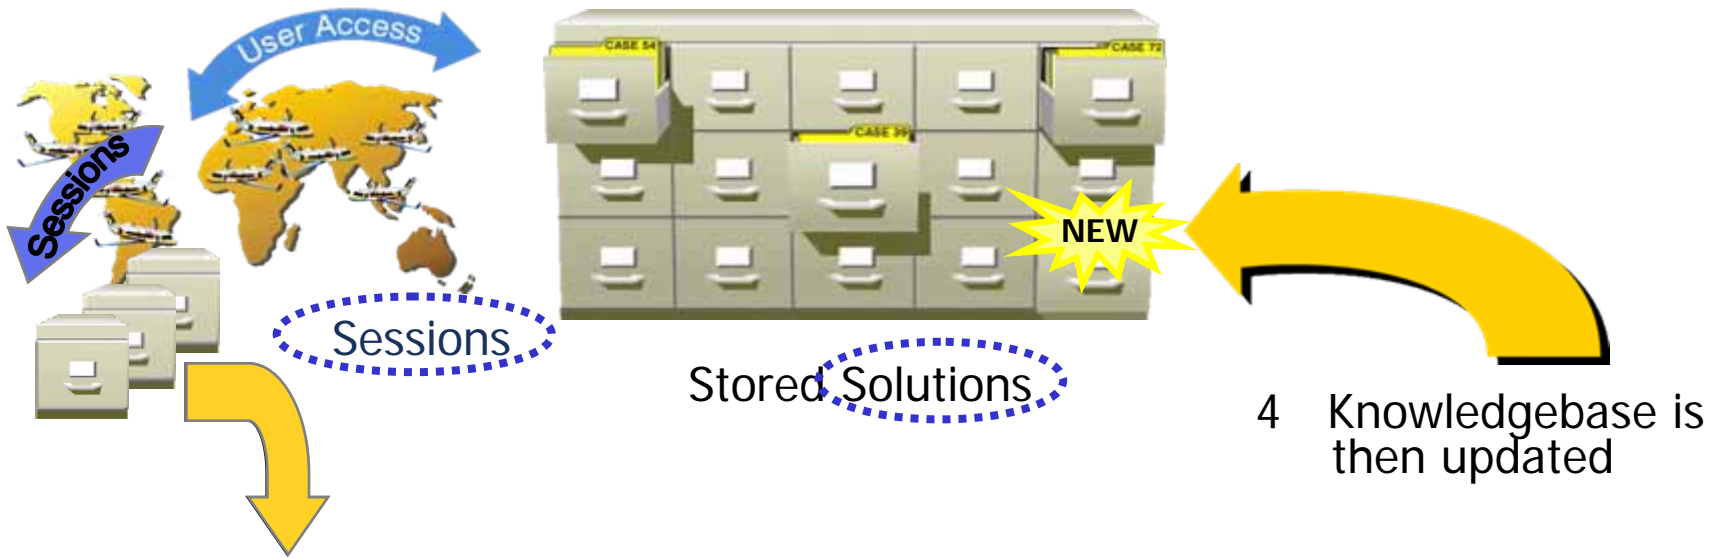 User Access
CASE 54
CASE 72
CASE 39
Sessions
NEW
Sessions
Stored Solutions
4 Knowledgebase is
then updated